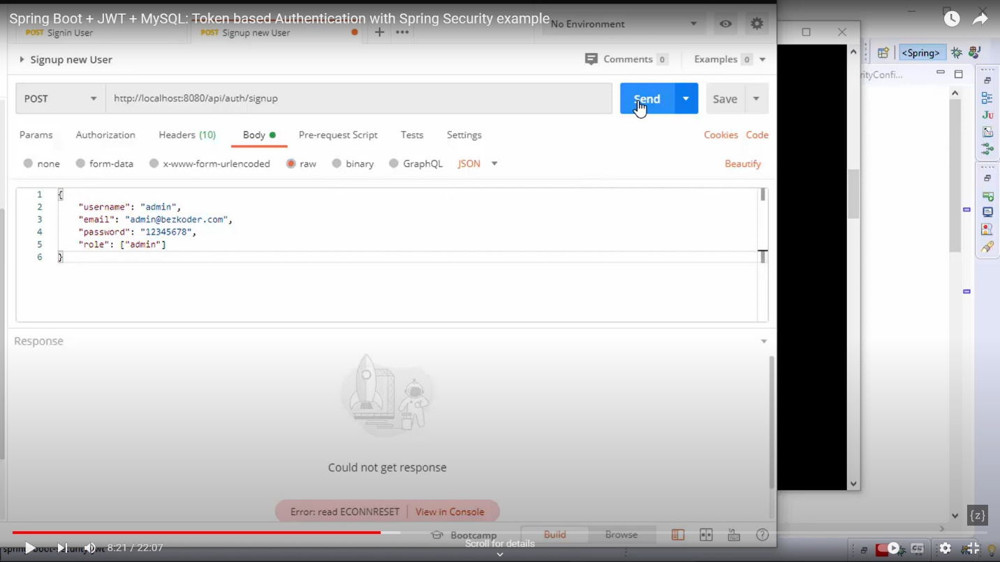 Spring Boot + JWT + MySQL: Token based Authentication with Spring Security example
POST Signin User
POST Signup new User
No Environment
Signup new User
Comments 0
Examples 0
<Spring>
rityConfi...
POST
http://localhost:8080/api/auth/signup
Send
Save
Params
Authorization
Headers (10)
Body
Pre-request Script
Tests
Settings
Cookies
Code
none
form-data
x-www-form-urlencoded
raw
binary
GraphQL
JSON
Beautify
1 {
2 "username": "admin",
3 "email": "admin@bezkoder.com",
4 "password": "12345678",
5 "role": ["admin"]
6 }
Response
Could not get response
Error: read ECONNRESET
View in Console
{z}
Bootcamp
Build
Browse
Scroll for details
8:21 / 22:07